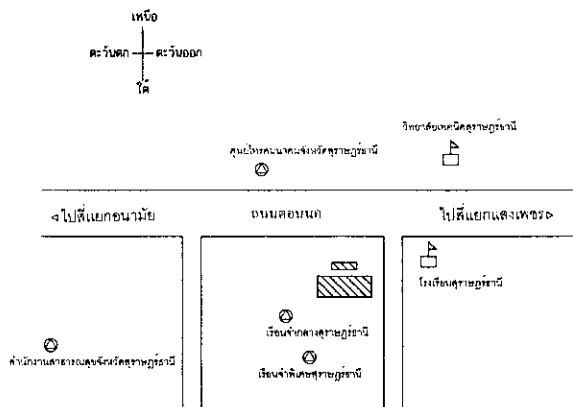 เหนือ
ตะวันตก ตะวันออก
ใต้
วิทยาลัยเทคนิคสุราษฎร์ธานี
ศูนย์โทรคมนาคมจังหวัดสุราษฎร์ธานี
ไปสี่แยกอนามัย ถนนดอนนก ไปสี่แยกแสงเพชร
โรงเรียนสุราษฎร์ธานี
เรือนจำกลางสุราษฎร์ธานี
สำนักงานสาธารณสุขจังหวัดสุราษฎร์ธานี
เรือนจำพิเศษสุราษฎร์ธานี